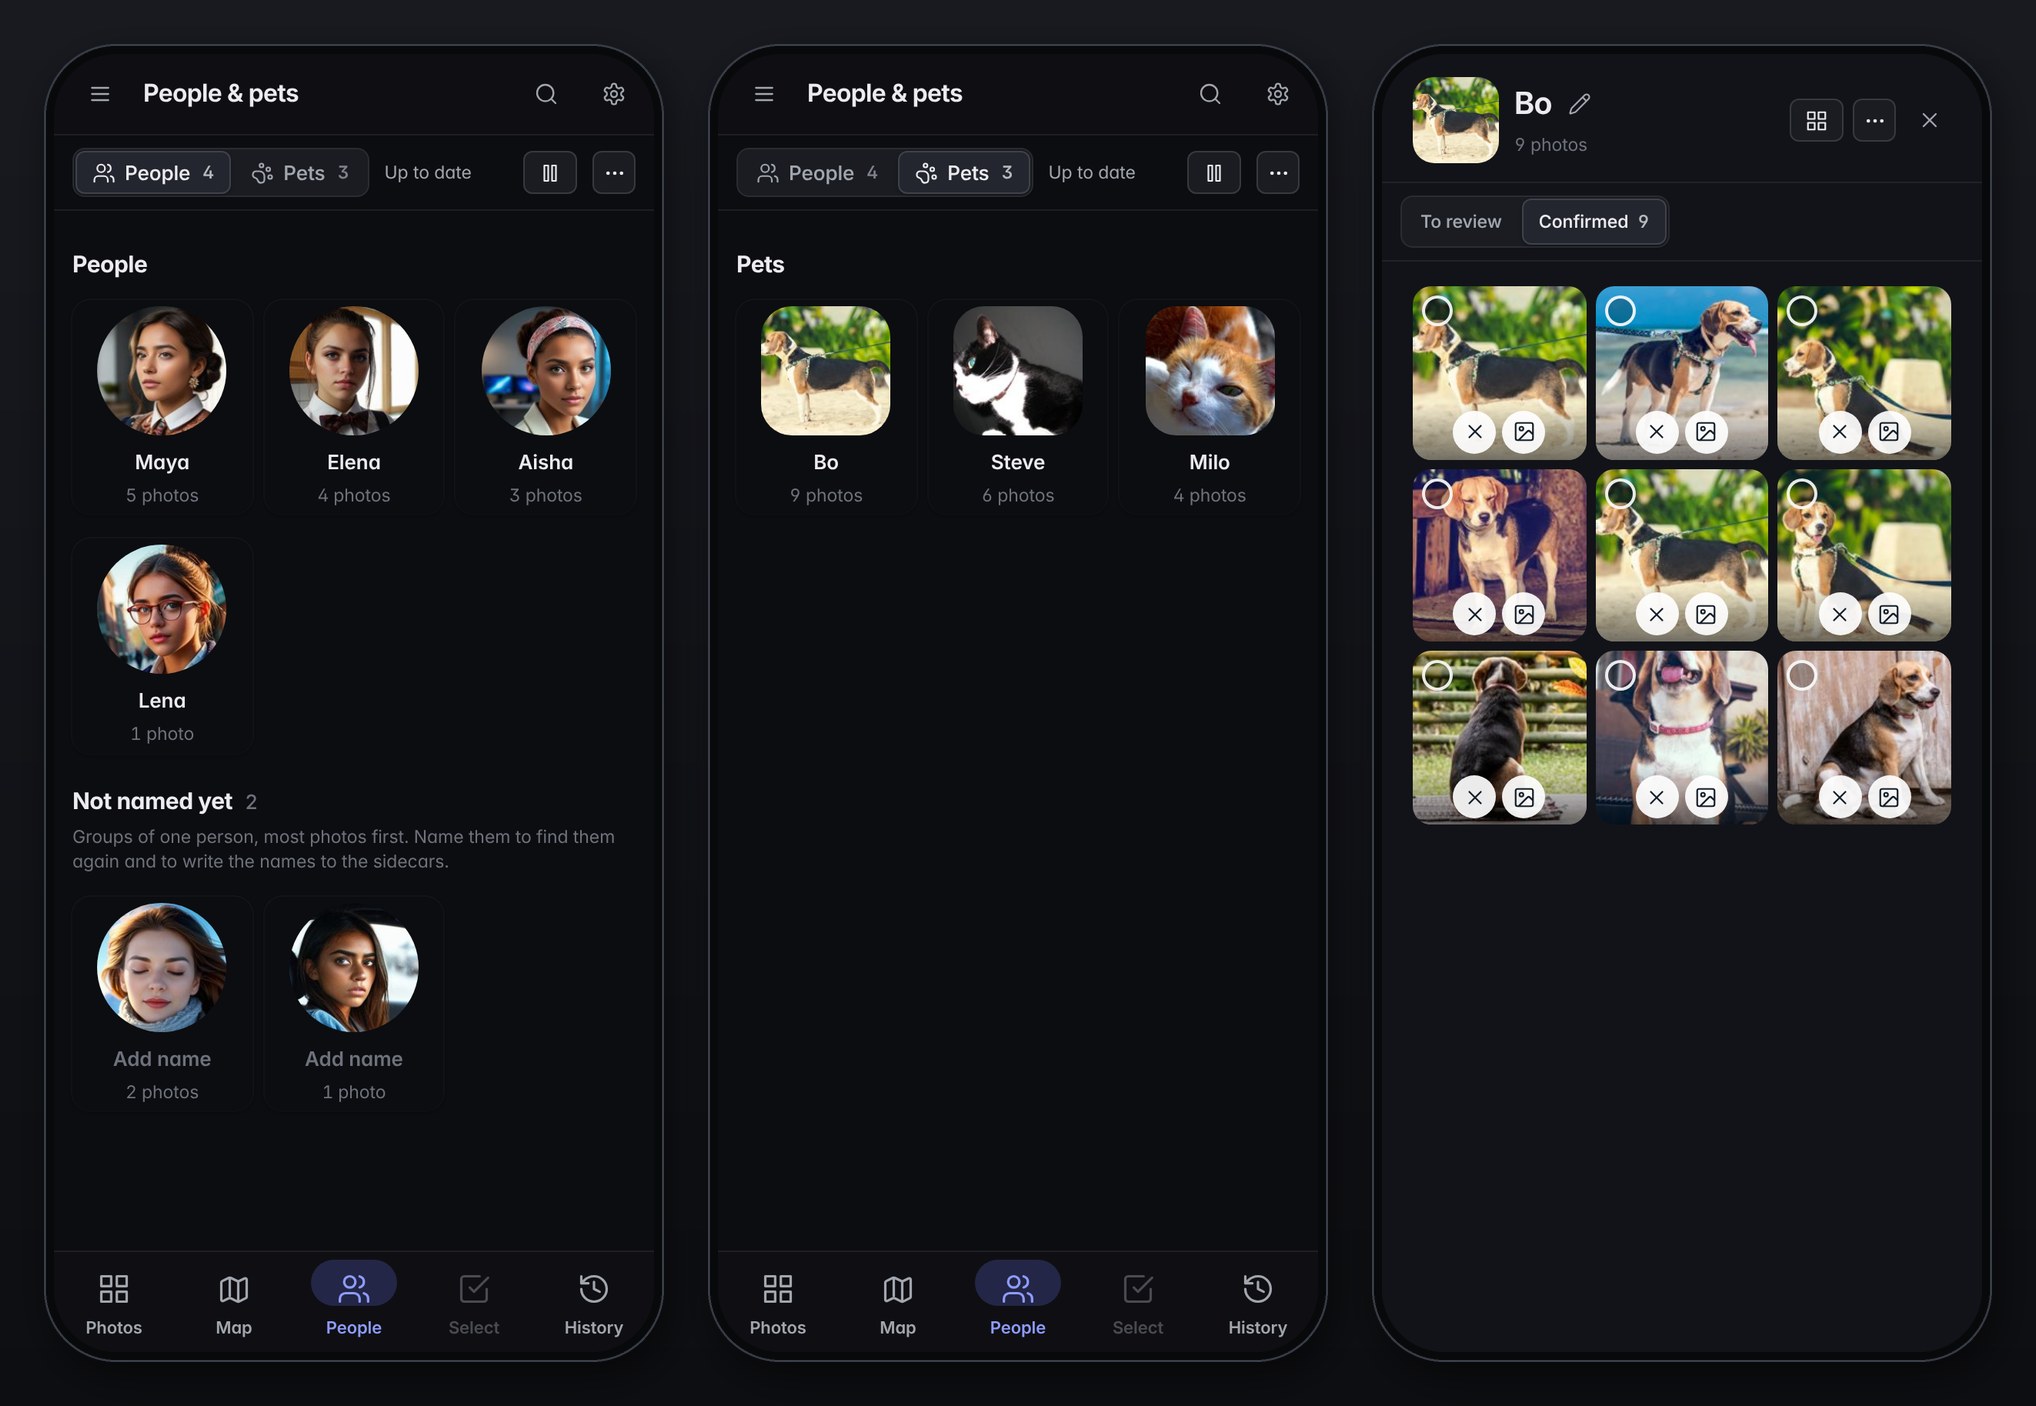 People & pets
People 4
Pets 3
Up to date
People
Maya
5 photos
Elena
4 photos
Aisha
3 photos
Lena
1 photo
Not named yet 2
Groups of one person, most photos first. Name them to find them
again and to write the names to the sidecars.
Add name
2 photos
Add name
1 photo
Photos
Map
People
Select
History
People & pets
People 4
Pets 3
Up to date
Pets
Bo
9 photos
Steve
6 photos
Milo
4 photos
Photos
Map
People
Select
History
Bo
9 photos
To review
Confirmed 9